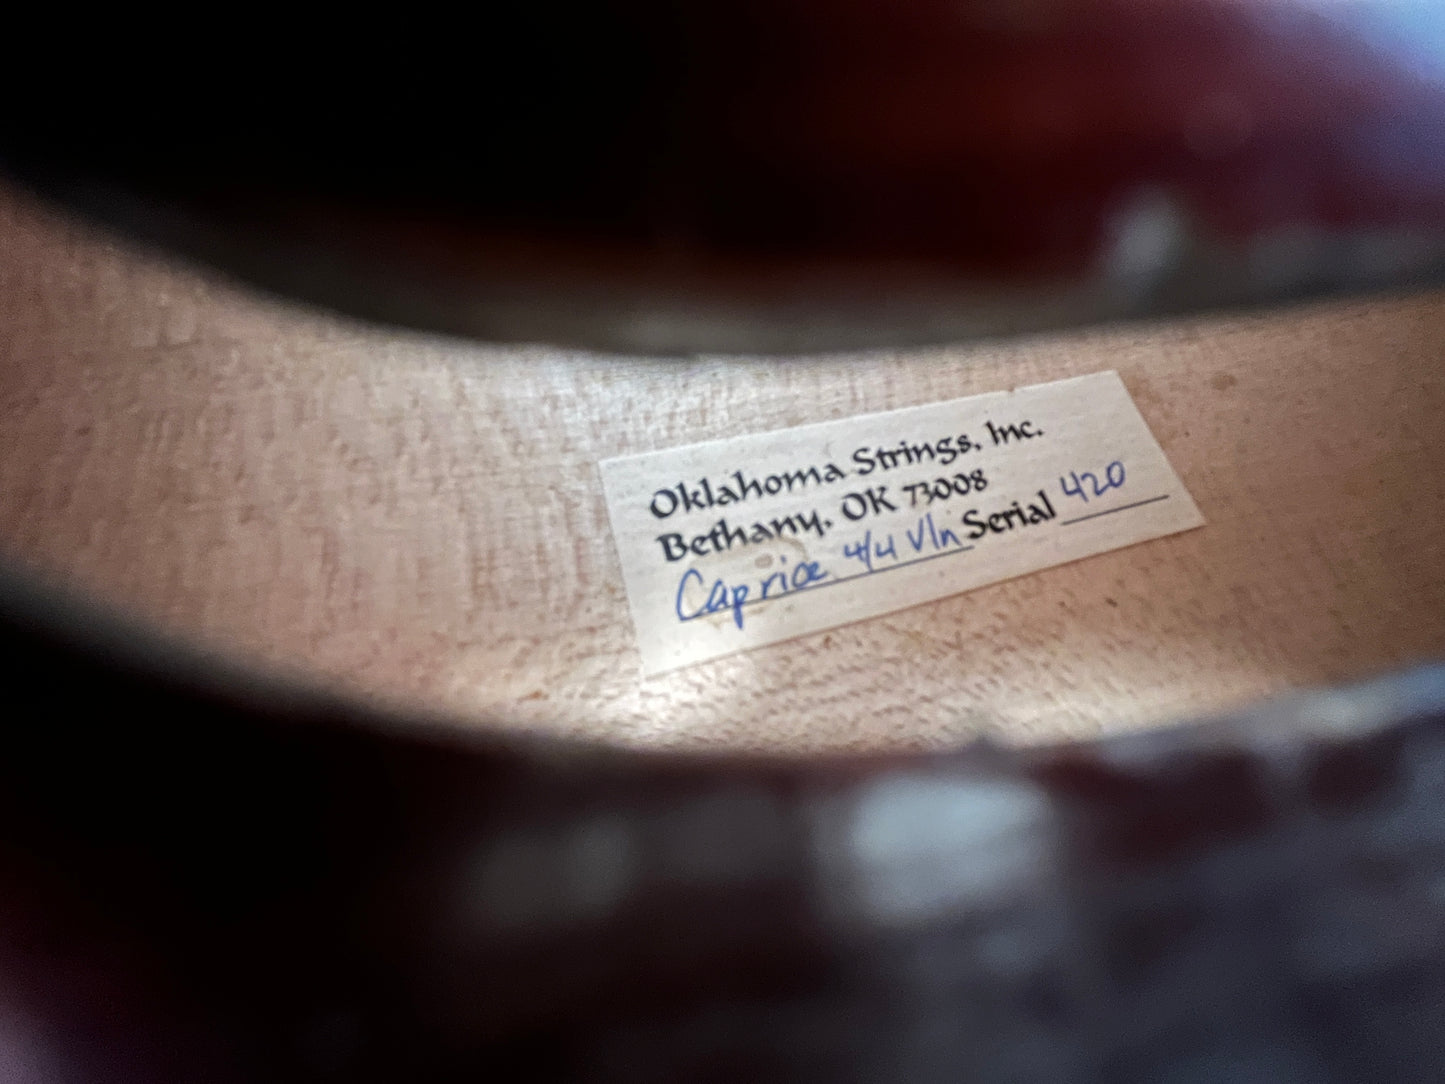 Oklahoma Strings, Inc.
Bethany, OK 73008
Caprice 4/4 Vln Serial 420